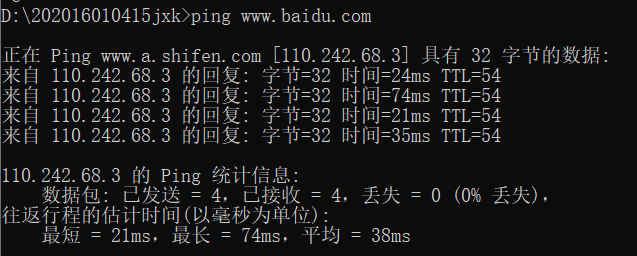 D:\202016010415jxk>ping www.baidu.com
正在 Ping www.a.shifen.com [110.242.68.3] 具有 32 字节的数据:
来自 110.242.68.3 的回复: 字节=32 时间=24ms TTL=54
来自 110.242.68.3 的回复: 字节=32 时间=74ms TTL=54
来自 110.242.68.3 的回复: 字节=32 时间=21ms TTL=54
来自 110.242.68.3 的回复: 字节=32 时间=35ms TTL=54
110.242.68.3 的 Ping 统计信息:
数据包: 已发送 = 4，已接收 = 4，丢失 = 0 (0% 丢失)，
往返行程的估计时间(以毫秒为单位):
最短 = 21ms，最长 = 74ms，平均 = 38ms